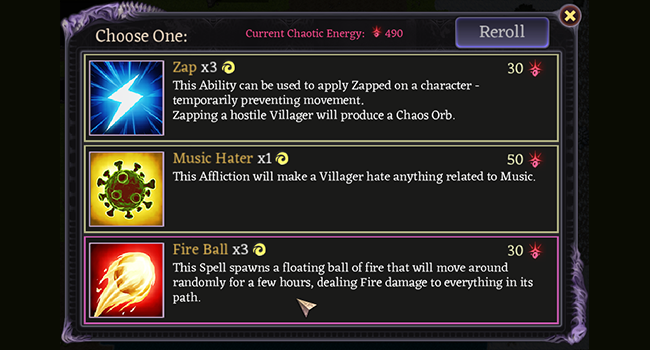 Choose One:
Current Chaotic Energy: 490
Reroll
Zap x3
30
This Ability can be used to apply Zapped on a character -
temporarily preventing movement.
Zapping a hostile Villager will produce a Chaos Orb.
Music Hater x1
50
This Affliction will make a Villager hate anything related to Music.
Fire Ball x3
30
This Spell spawns a floating ball of fire that will move around
randomly for a few hours, dealing Fire damage to everything in its
path.